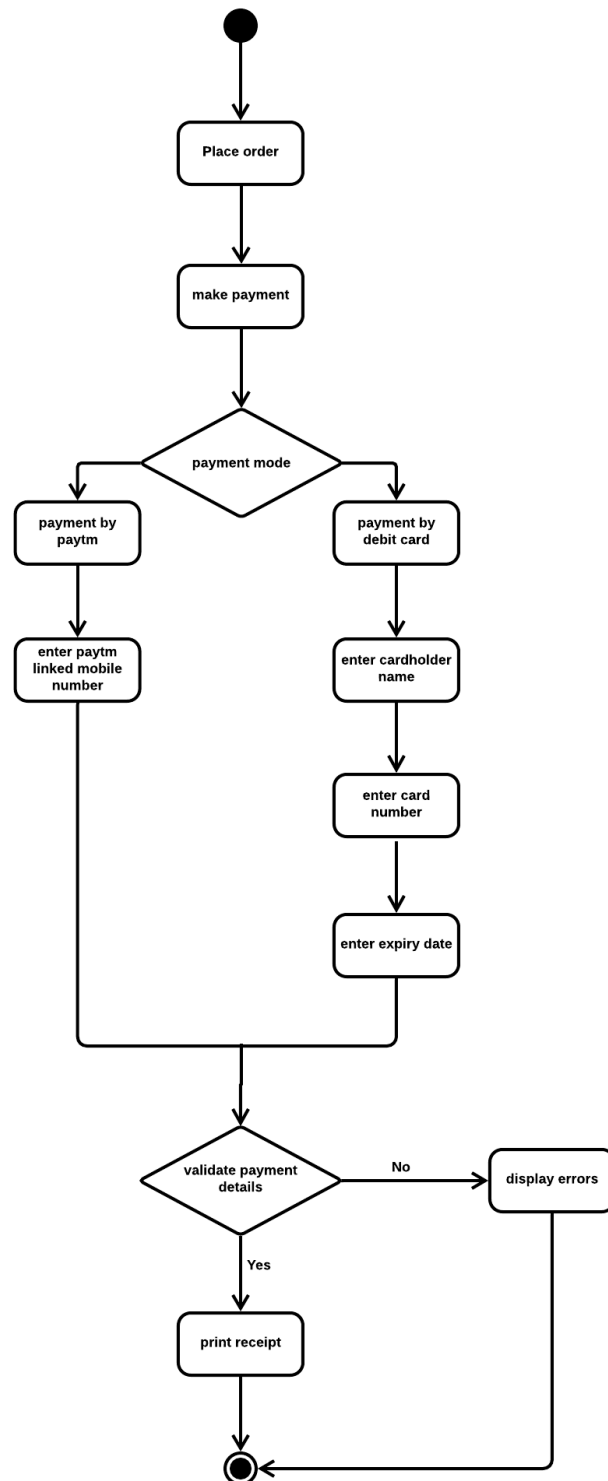 Place order
make payment
payment mode
payment by
paytm
payment by
debit card
enter paytm
linked mobile
number
enter cardholder
name
enter card
number
enter expiry date
validate payment
details
No
display errors
Yes
print receipt